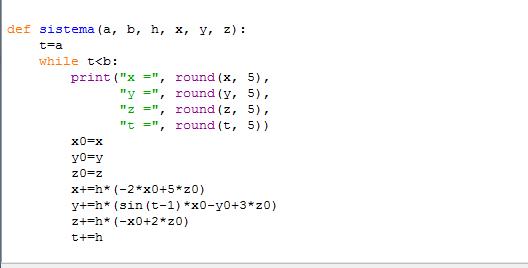 def sistema(a, b, h, x, y, z):
    t=a
    while t<b:
        print("x =", round(x, 5),
              "y =", round(y, 5),
              "z =", round(z, 5),
              "t =", round(t, 5))
        x0=x
        y0=y
        z0=z
        x+=h*(-2*x0+5*z0)
        y+=h*(sin(t-1)*x0-y0+3*z0)
        z+=h*(-x0+2*z0)
        t+=h